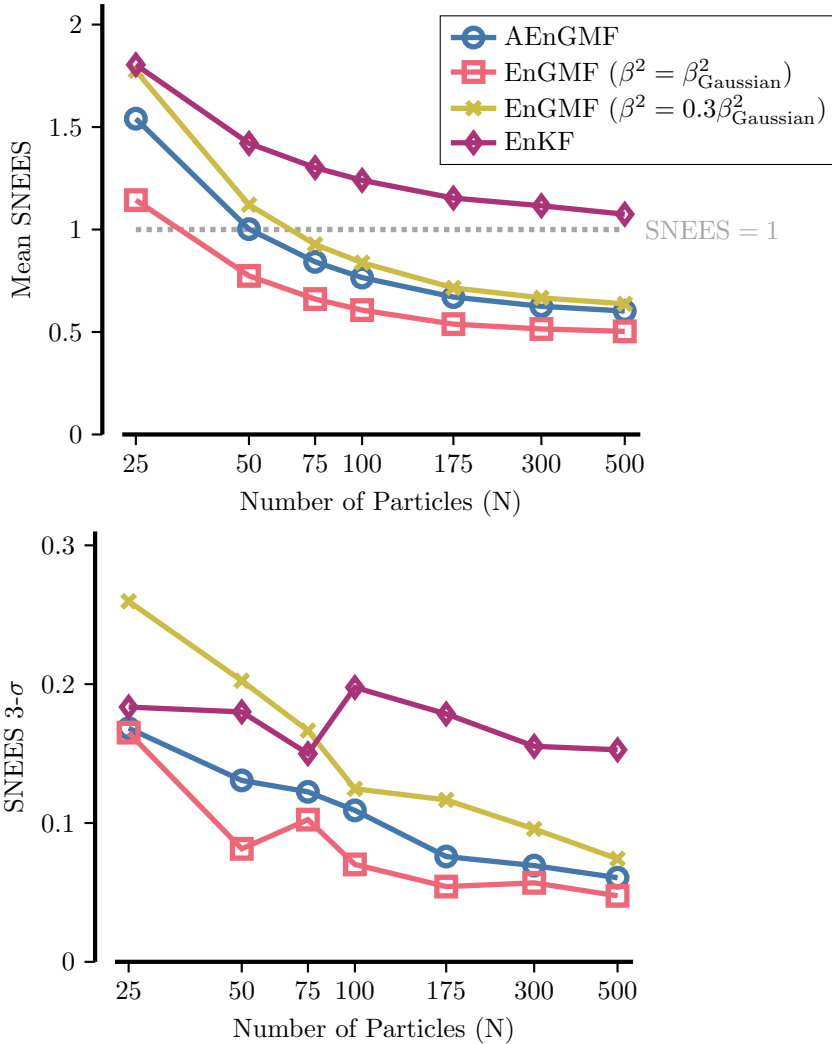 2
1.5
1
0.5
0
Mean SNEES
AEnGMF
EnGMF (β² = β²_Gaussian)
EnGMF (β² = 0.3β²_Gaussian)
EnKF
SNEES = 1
25 50 75 100 175 300 500
Number of Particles (N)
0.3
0.2
0.1
0
SNEES 3-σ
25 50 75 100 175 300 500
Number of Particles (N)